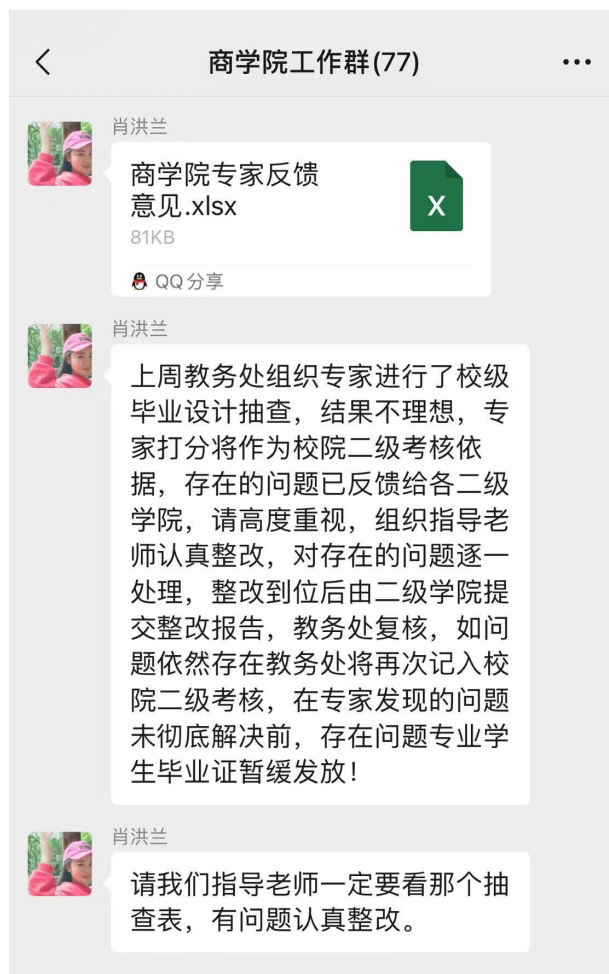 商学院工作群(77)
肖洪兰
商学院专家反馈
意见.xlsx
X
81KB
QQ分享
肖洪兰
上周教务处组织专家进行了校级
毕业设计抽查，结果不理想，专
家打分将作为校院二级考核依
据，存在的问题已反馈给各二级
学院，请高度重视，组织指导老
师认真整改，对存在的问题逐一
处理，整改到位后由二级学院提
交整改报告，教务处复核，如问
题依然存在教务处将再次记入校
院二级考核，在专家发现的问题
未彻底解决前，存在问题专业学
生毕业证暂缓发放！
肖洪兰
请我们指导老师一定要看那个抽
查表，有问题认真整改。